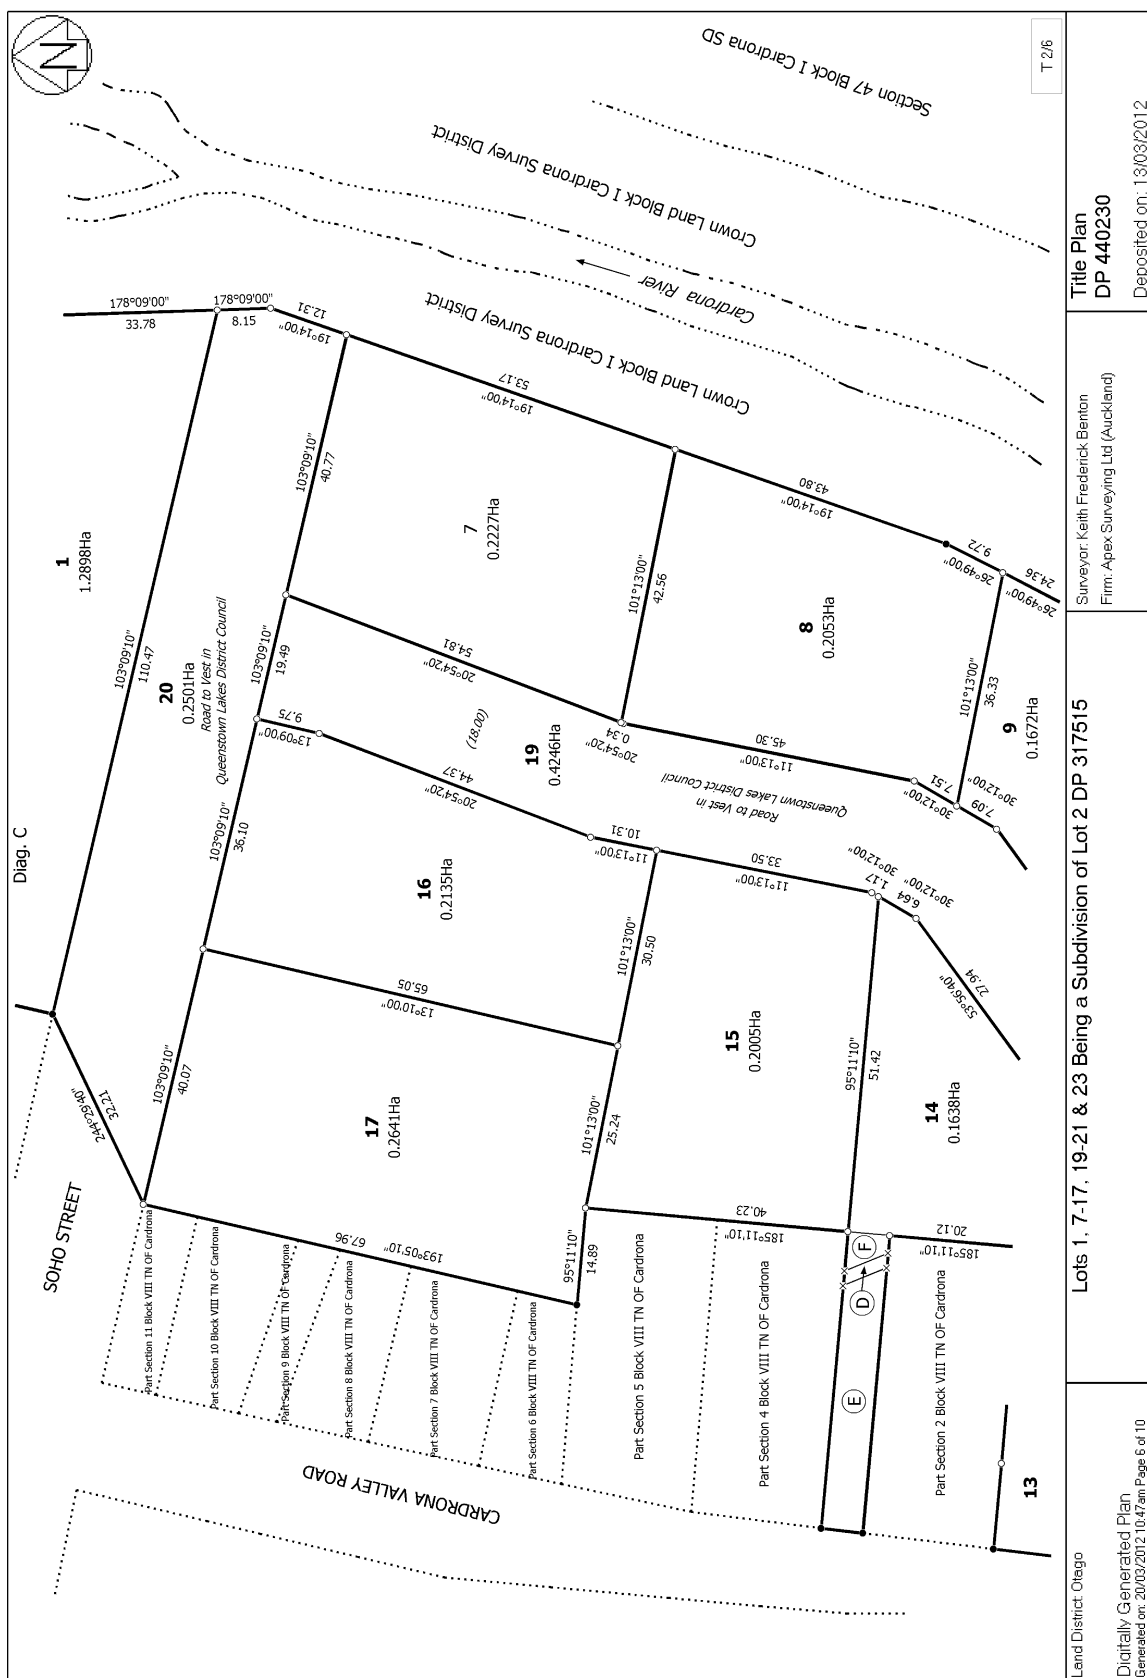 Diag. C
N
T 2/6
SOHO STREET
CARDRONA VALLEY ROAD
Section 47 Block I Cardrona SD
Crown Land Block I Cardrona Survey District
Cardrona River
Crown Land Block I Cardrona Survey District
178°09'00"
33.78
178°09'00"
8.15
19°14'00"
12.31
1
1.2898Ha
103°09'10"
110.47
20
0.2501Ha
Road to Vest in
Queenstown Lakes District Council
244°29'40"
32.21
103°09'10"
40.07
103°09'10"
36.10
103°09'10"
19.49
103°09'10"
40.77
13°09'00"
9.75
7
0.2227Ha
19°14'00"
53.17
20°54'20"
54.81
(18.00)
19
0.4246Ha
Road to Vest in
Queenstown Lakes District Council
20°54'20"
0.34
20°54'20"
44.37
11°13'00"
10.31
16
0.2135Ha
13°10'00"
65.05
17
0.2641Ha
193°05'10"
67.96
101°13'00"
42.56
19°14'00"
43.80
26°49'00"
9.72
26°49'00"
24.36
8
0.2053Ha
11°13'00"
45.30
30°12'00"
7.51
30°12'00"
7.09
101°13'00"
36.33
9
0.1672Ha
101°13'00"
30.50
101°13'00"
25.24
95°11'10"
14.89
11°13'00"
33.50
30°12'00"
1.17
30°12'00"
6.64
53°56'40"
27.94
15
0.2005Ha
95°11'10"
51.42
185°11'10"
40.23
14
0.1638Ha
185°11'10"
20.12
F
D
E
13
Part Section 11 Block VIII TN OF Cardrona
Part Section 10 Block VIII TN OF Cardrona
Part Section 9 Block VIII TN OF Cardrona
Part Section 8 Block VIII TN OF Cardrona
Part Section 7 Block VIII TN OF Cardrona
Part Section 6 Block VIII TN OF Cardrona
Part Section 5 Block VIII TN OF Cardrona
Part Section 4 Block VIII TN OF Cardrona
Part Section 2 Block VIII TN OF Cardrona
Land District: Otago
Digitally Generated Plan
Generated on: 20/03/2012 10:47am Page 6 of 10
Lots 1, 7-17, 19-21 & 23 Being a Subdivision of Lot 2 DP 317515
Surveyor: Keith Frederick Benton
Firm: Apex Surveying Ltd (Auckland)
Title Plan
DP 440230
Deposited on: 13/03/2012